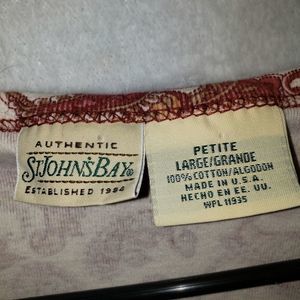 AUTHENTIC
ST. JOHN'S BAY®
ESTABLISHED 1984
PETITE
LARGE/GRANDE
100% COTTON/ALGODON
MADE IN U.S.A.
HECHO EN EE. UU.
WPL 11935